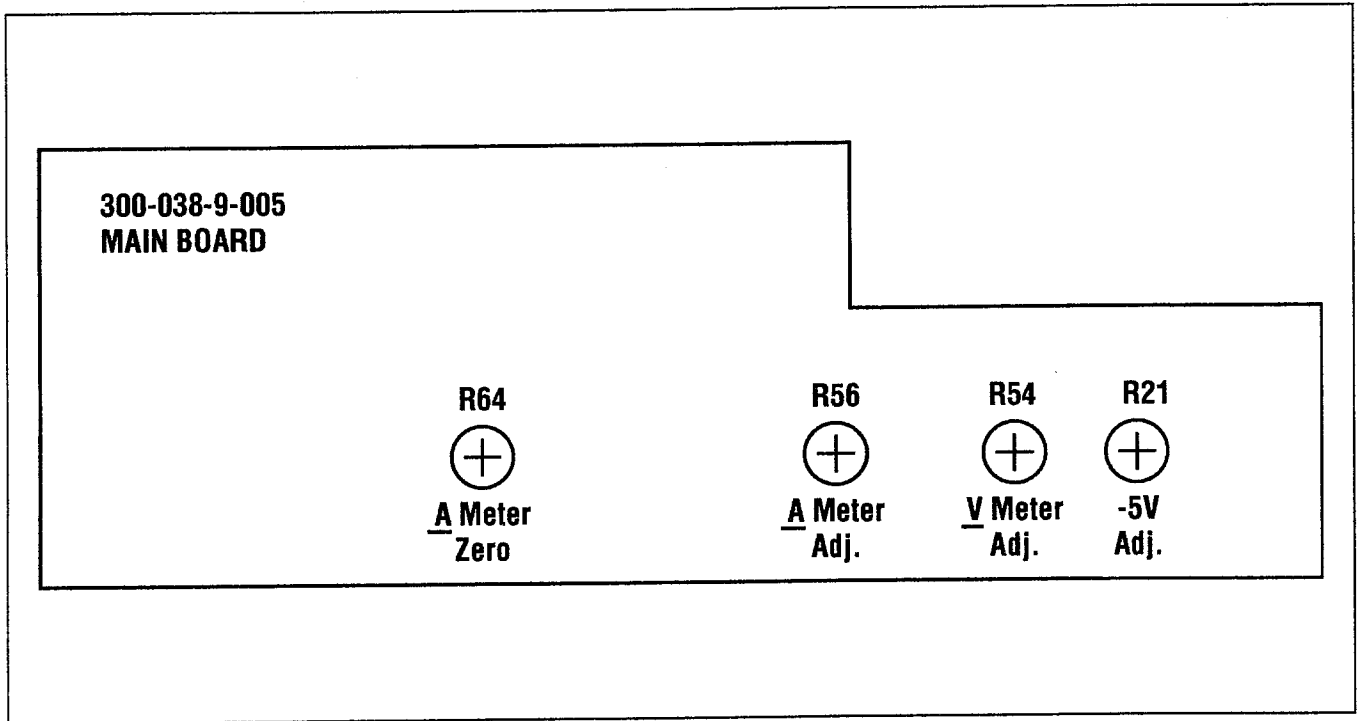 300-038-9-005
MAIN BOARD
R64
R56
R54
R21
A Meter
Zero
A Meter
Adj.
V Meter
Adj.
-5V
Adj.